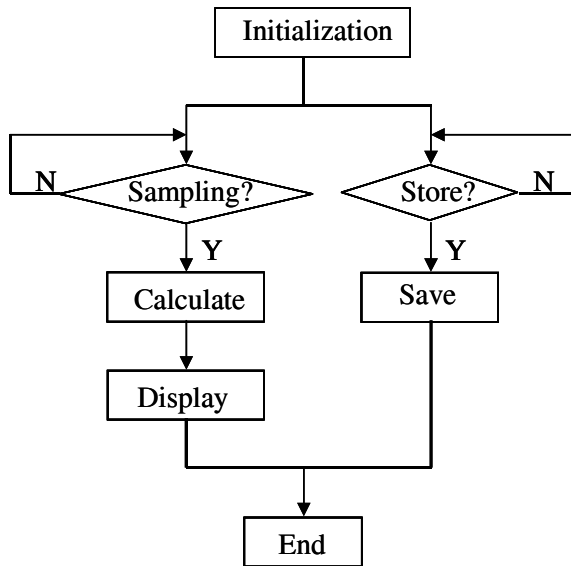 Initialization
N
Sampling?
Store?
N
Y
Y
Calculate
Save
Display
End